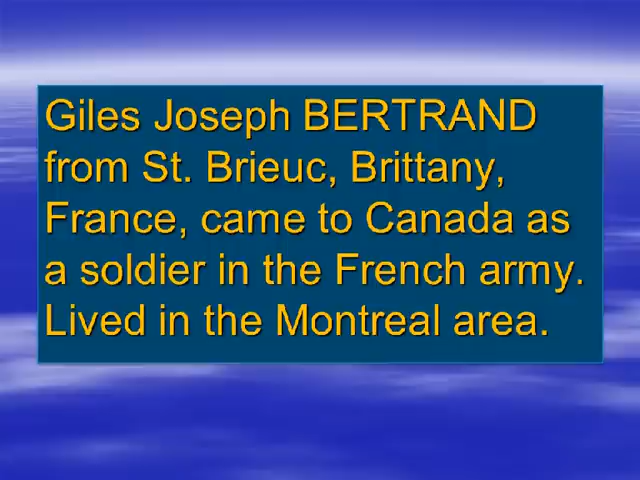 Giles Joseph BERTRAND
from St. Brieuc, Brittany,
France, came to Canada as
a soldier in the French army.
Lived in the Montreal area.